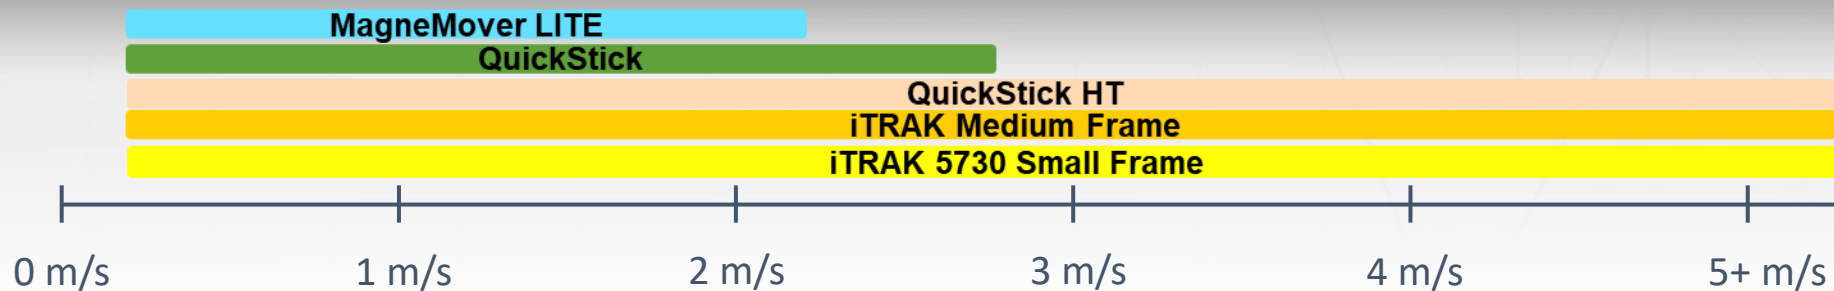 MagneMover LITE
QuickStick
QuickStick HT
iTRAK Medium Frame
iTRAK 5730 Small Frame
0 m/s 1 m/s 2 m/s 3 m/s 4 m/s 5+ m/s